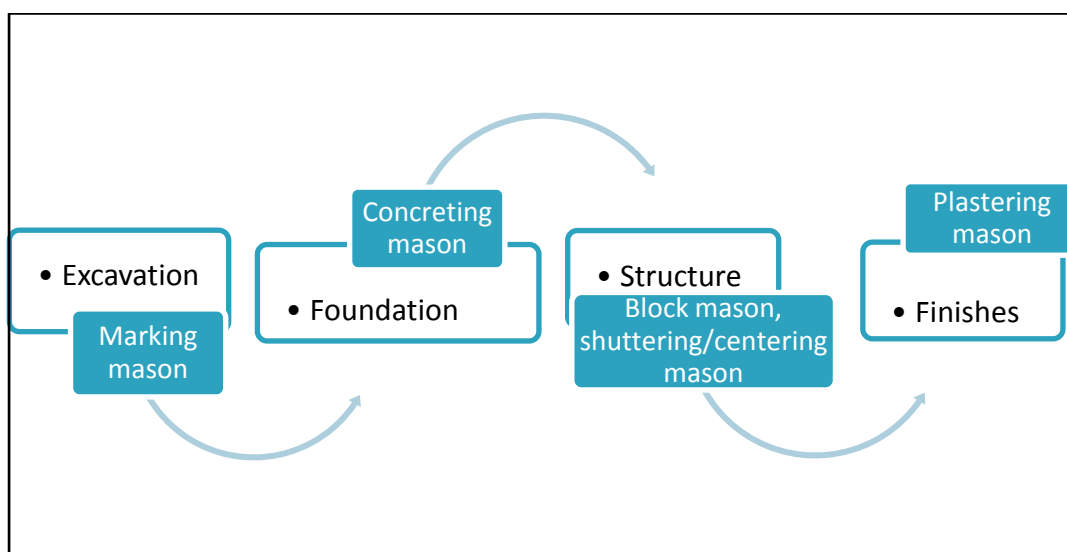 • Excavation
Marking
mason
Concreting
mason
• Foundation
• Structure
Block mason,
shuttering/centering
mason
Plastering
mason
• Finishes